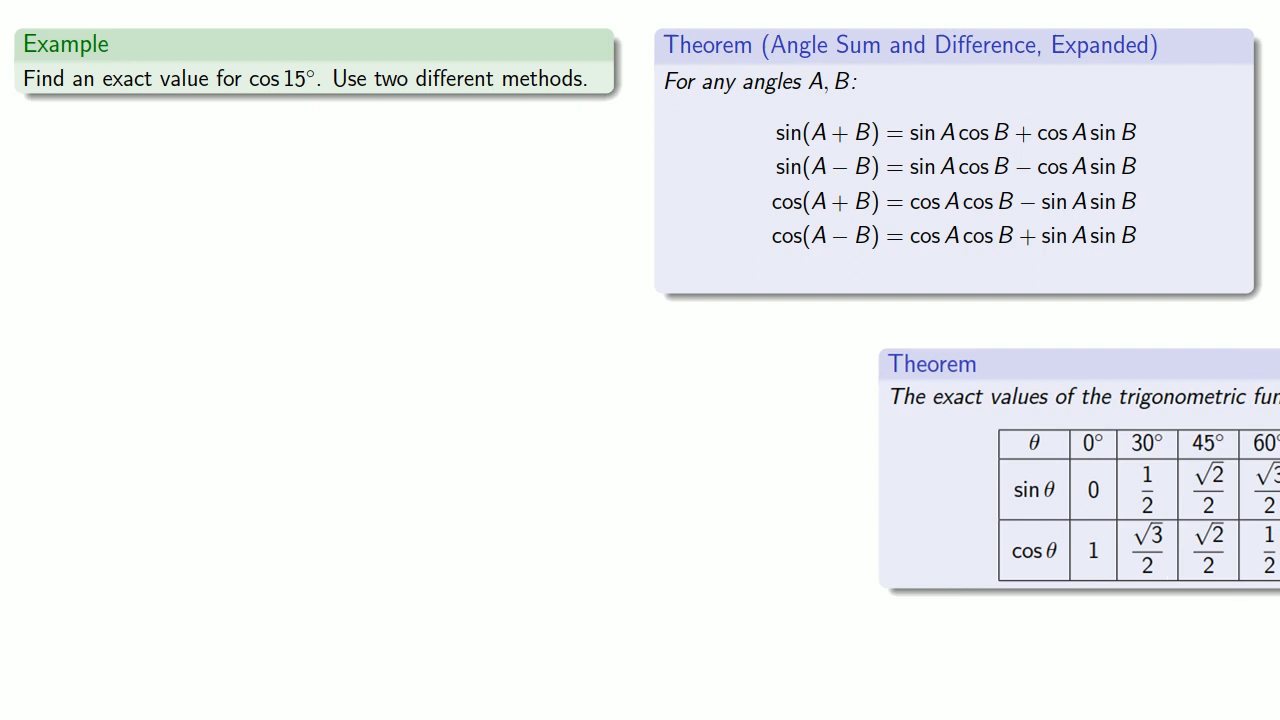 Example
Find an exact value for cos 15°. Use two different methods.
Theorem (Angle Sum and Difference, Expanded)
For any angles A, B:
sin(A + B) = sin A cos B + cos A sin B
sin(A − B) = sin A cos B − cos A sin B
cos(A + B) = cos A cos B − sin A sin B
cos(A − B) = cos A cos B + sin A sin B
Theorem
The exact values of the trigonometric
θ 0° 30° 45° 60°
sin θ 0 1/2 √2/2 √3/2
cos θ 1 √3/2 √2/2 1/2